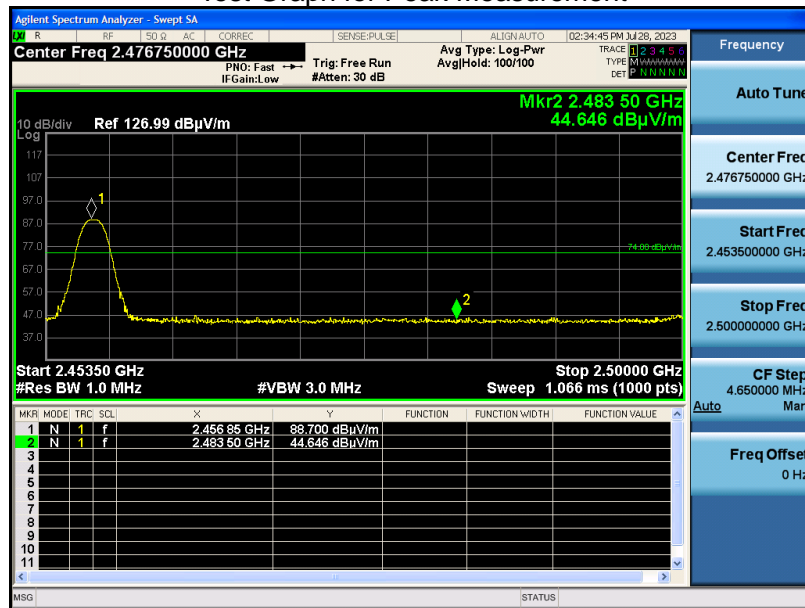 Test Graph for Peak Measurement
Agilent Spectrum Analyzer - Swept SA
LXI R RF 50 Ω AC CORREC SENSE:PULSE ALIGN AUTO 02:34:45 PM Jul 28, 2023
Center Freq 2.476750000 GHz
PNO: Fast
IFGain:Low
Trig: Free Run
#Atten: 30 dB
Avg Type: Log-Pwr
Avg|Hold: 100/100
TRACE 1 2 3 4 5 6
TYPE M
DET P N N N N N
Mkr2 2.483 50 GHz
44.646 dBµV/m
10 dB/div
Log
Ref 126.99 dBµV/m
117
107
97.0
87.0
77.0
67.0
57.0
47.0
37.0
1
2
Start 2.45350 GHz
Stop 2.50000 GHz
#Res BW 1.0 MHz
#VBW 3.0 MHz
Sweep 1.066 ms (1000 pts)
MKR MODE TRC SCL X Y FUNCTION FUNCTION WIDTH FUNCTION VALUE
1 N 1 f 2.456 85 GHz 88.700 dBµV/m
2 N 1 f 2.483 50 GHz 44.646 dBµV/m
3
4
5
6
7
8
9
10
11
MSG
STATUS
Frequency
Auto Tune
Center Freq
2.476750000 GHz
Start Freq
2.453500000 GHz
Stop Freq
2.500000000 GHz
CF Step
4.650000 MHz
Auto Man
Freq Offset
0 Hz